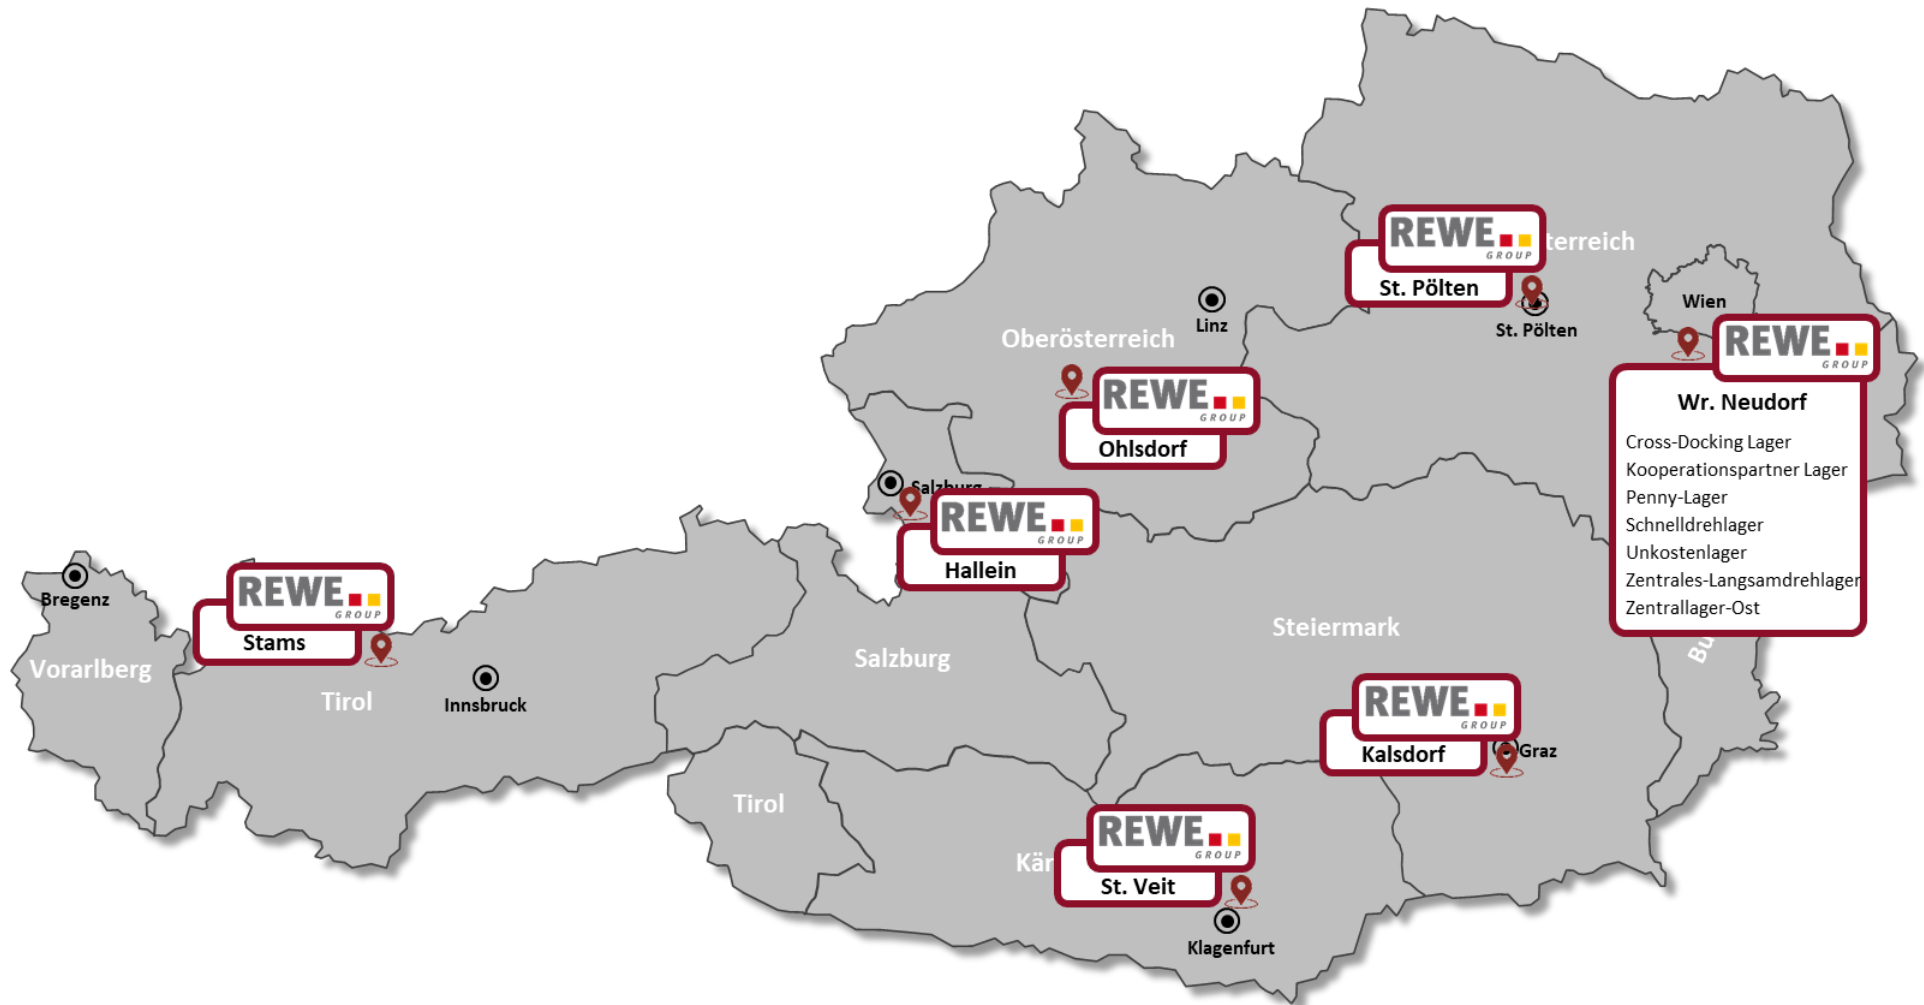 REWE
GROUP
St. Pölten
terreich
St. Pölten
Wien
REWE
GROUP
Wr. Neudorf
Cross-Docking Lager
Kooperationspartner Lager
Penny-Lager
Schnelldrehlager
Unkostenlager
Zentrales-Langsamdrehlager
Zentrallager-Ost
Linz
Oberösterreich
REWE
GROUP
Ohlsdorf
Salzburg
REWE
GROUP
Hallein
Bregenz
Vorarlberg
REWE
GROUP
Stams
Tirol
Innsbruck
Salzburg
Steiermark
Bu
REWE
GROUP
Kalsdorf
Graz
Tirol
Kär
REWE
GROUP
St. Veit
Klagenfurt